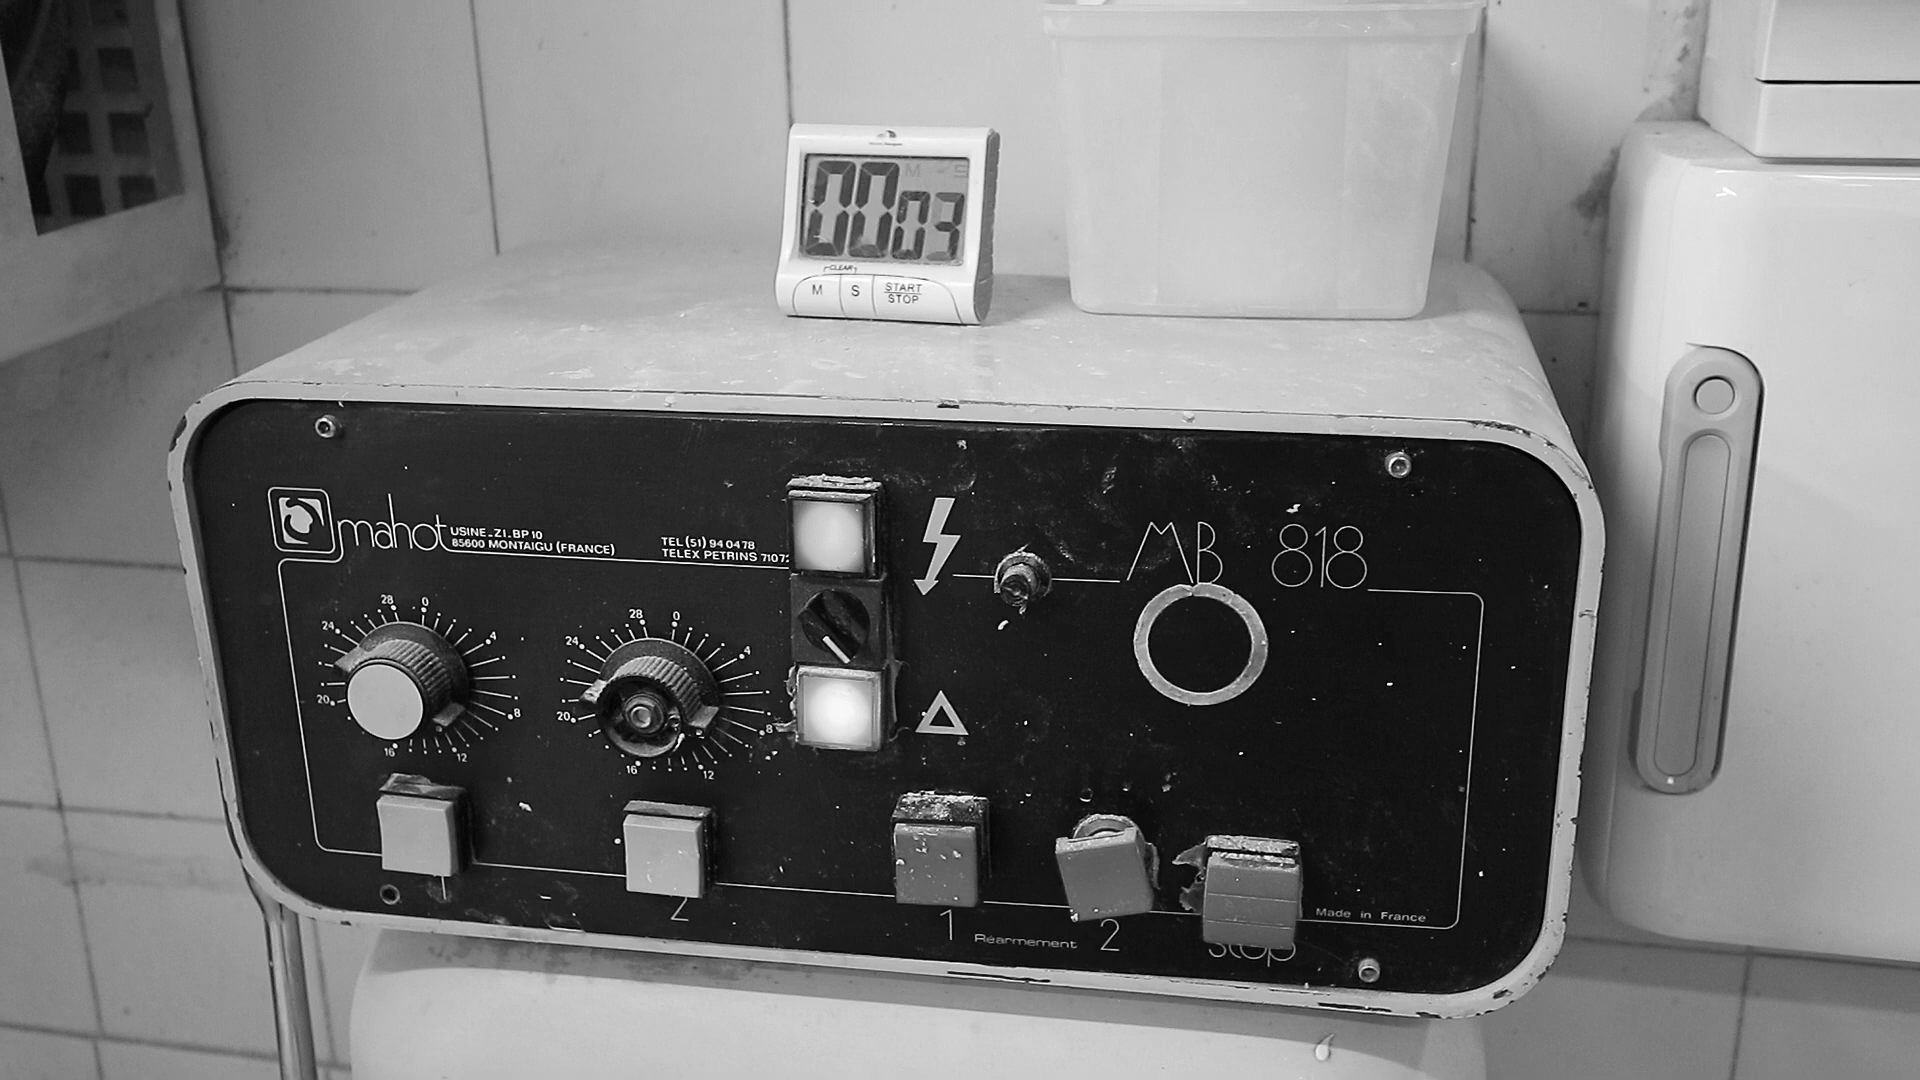 M S
00 03
CLEAR
M S START
STOP
mahot USINE_ZI.BP 10
85600 MONTAIGU (FRANCE)
TEL (51) 94 04 78
TELEX PETRINS
MB 818
28 0 4 8 12 16 20 24
28 0 4 8 12 16 20 24
2
1 Réarmement 2
stop
Made in France